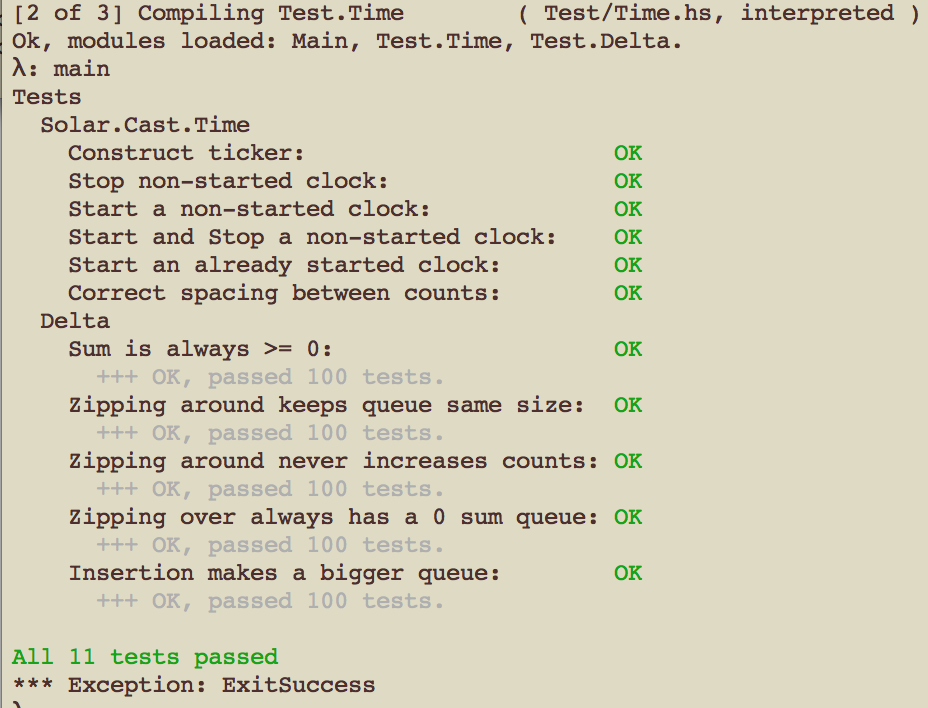 [2 of 3] Compiling Test.Time        ( Test/Time.hs, interpreted )
Ok, modules loaded: Main, Test.Time, Test.Delta.
λ: main
Tests
  Solar.Cast.Time
    Construct ticker:                      OK
    Stop non-started clock:                OK
    Start a non-started clock:             OK
    Start and Stop a non-started clock:    OK
    Start an already started clock:        OK
    Correct spacing between counts:        OK
  Delta
    Sum is always >= 0:                    OK
      +++ OK, passed 100 tests.
    Zipping around keeps queue same size:  OK
      +++ OK, passed 100 tests.
    Zipping around never increases counts: OK
      +++ OK, passed 100 tests.
    Zipping over always has a 0 sum queue: OK
      +++ OK, passed 100 tests.
    Insertion makes a bigger queue:        OK
      +++ OK, passed 100 tests.

All 11 tests passed
*** Exception: ExitSuccess